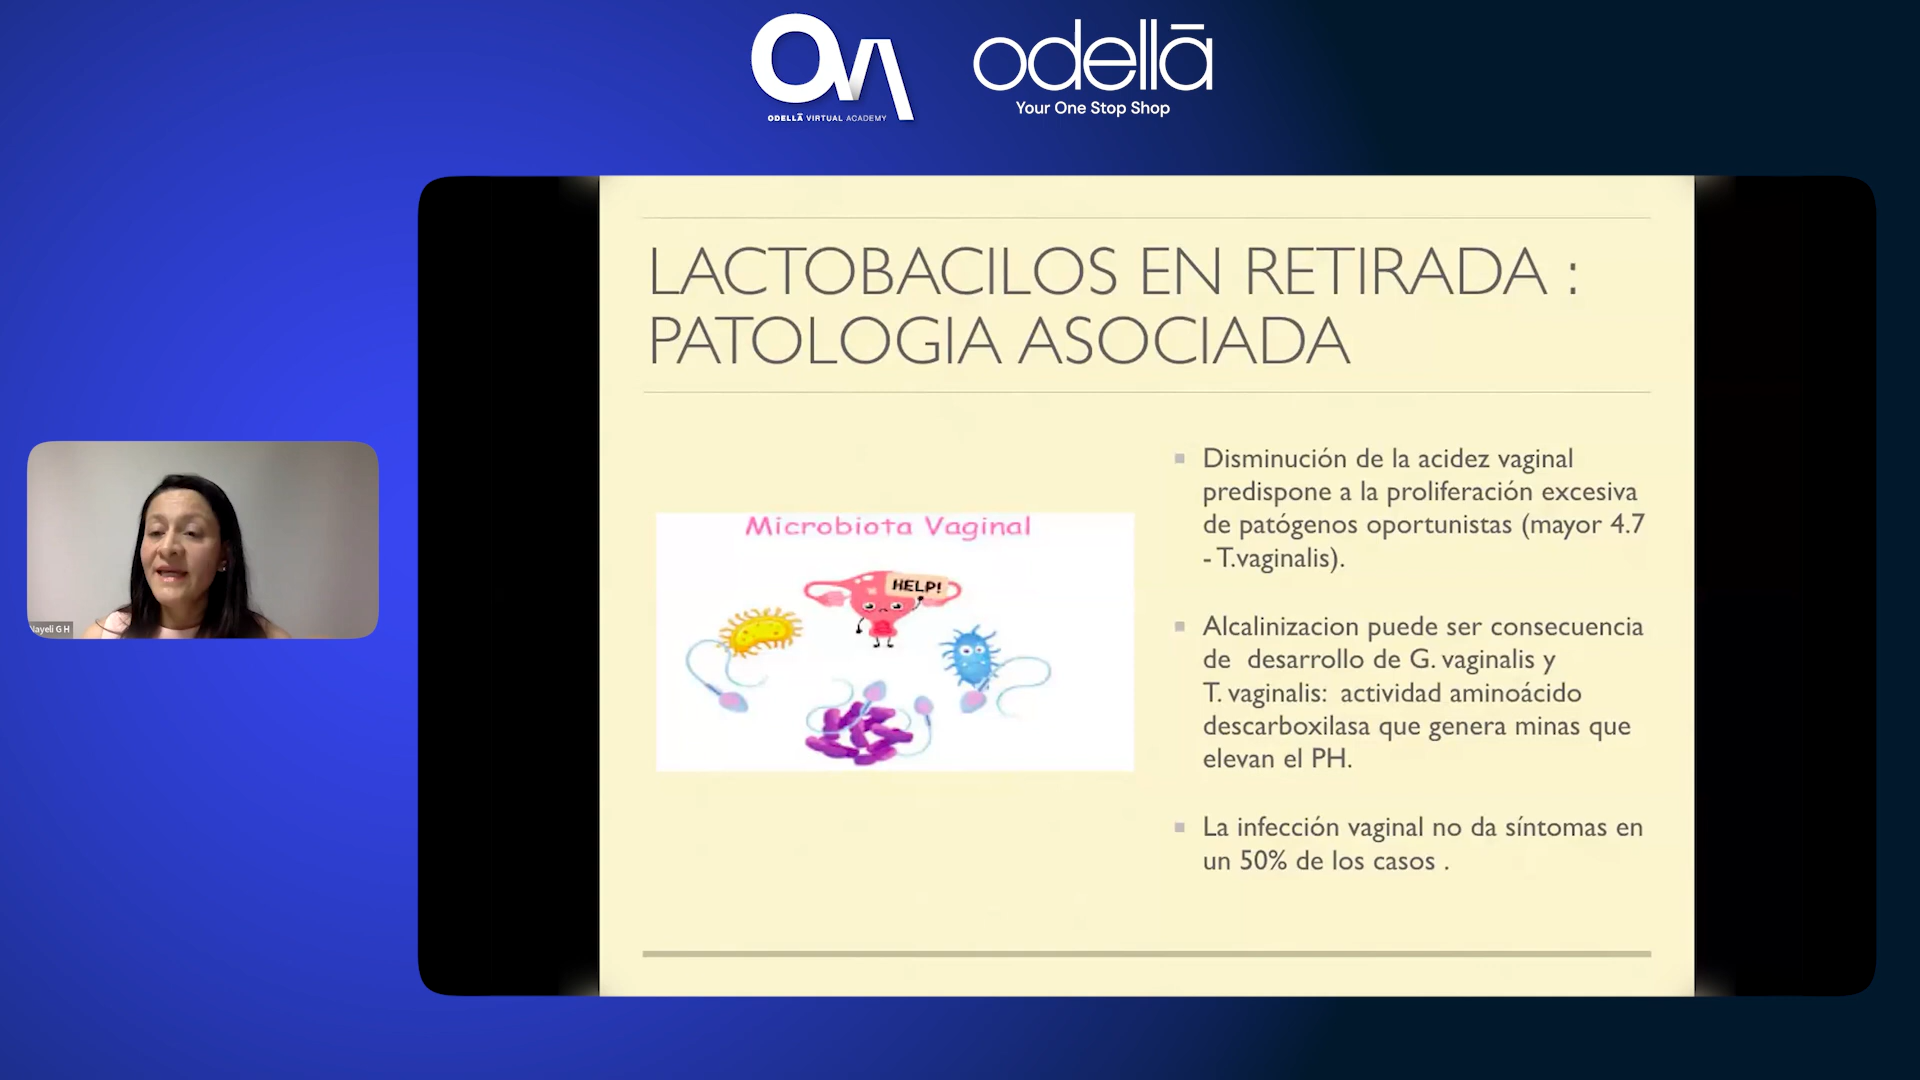 OVA
ODELLĀ VIRTUAL ACADEMY
odellā
Your One Stop Shop
LACTOBACILOS EN RETIRADA :
PATOLOGIA ASOCIADA
Microbiota Vaginal
HELP!
▪ Disminución de la acidez vaginal
predispone a la proliferación excesiva
de patógenos oportunistas (mayor 4.7
- T.vaginalis).
▪ Alcalinizacion puede ser consecuencia
de desarrollo de G. vaginalis y
T. vaginalis: actividad aminoácido
descarboxilasa que genera minas que
elevan el PH.
▪ La infección vaginal no da síntomas en
un 50% de los casos .
Nayeli G H